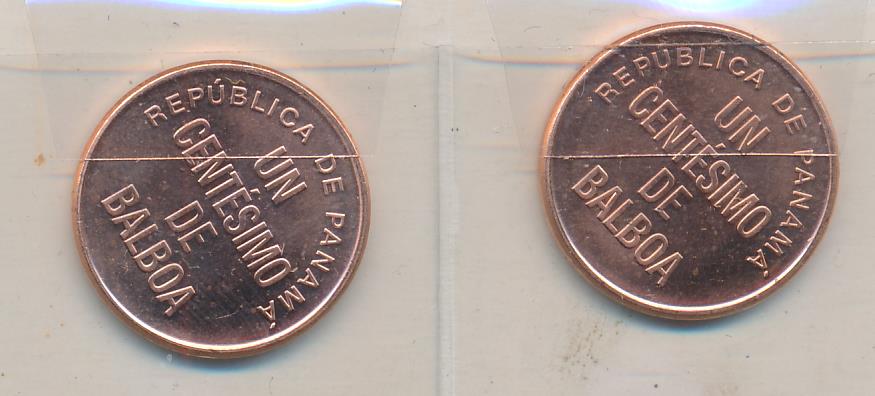 REPÚBLICA DE PANAMÁ
UN
CENTÉSIMO
DE
BALBOA
REPÚBLICA DE PANAMÁ
UN
CENTÉSIMO
DE
BALBOA